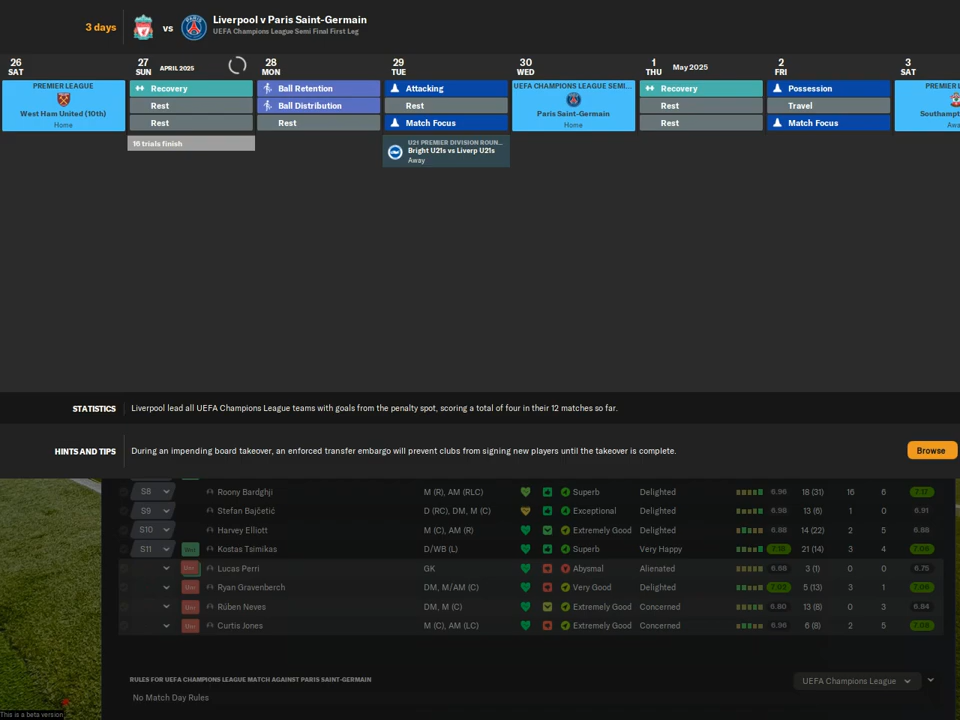 3 days
vs
Liverpool v Paris Saint-Germain
UEFA Champions League Semi Final First Leg
26 SAT
27 SUN APRIL 2025
28 MON
29 TUE
30 WED
1 THU May 2025
2 FRI
3 SAT
PREMIER LEAGUE
West Ham United (10th)
Home
Recovery
Rest
Rest
16 trials finish
Ball Retention
Ball Distribution
Rest
Attacking
Rest
Match Focus
U21 PREMIER DIVISION ROUN...
Bright U21s vs Liverp U21s
Away
UEFA CHAMPIONS LEAGUE SEMI...
Paris Saint-Germain
Home
Recovery
Rest
Rest
Possession
Travel
Match Focus
PREMIER L
Southampt
Awa
STATISTICS Liverpool lead all UEFA Champions League teams with goals from the penalty spot, scoring a total of four in their 12 matches so far.
HINTS AND TIPS During an impending board takeover, an enforced transfer embargo will prevent clubs from signing new players until the takeover is complete. Browse
S8 Roony Bardghji M (R), AM (RLC) Superb Delighted 6.96 18 (31) 16 6 7.17
S9 Stefan Bajčetić D (RC), DM, M (C) Exceptional Delighted 6.98 13 (6) 1 0 6.91
S10 Harvey Elliott M (C), AM (R) Extremely Good Delighted 6.88 14 (22) 2 5 6.88
S11 Kostas Tsimikas D/WB (L) Superb Very Happy 21 (14) 3 4 7.06
Lucas Perri GK Abysmal Alienated 6.68 3 (1) 0 0 6.75
Unr Ryan Gravenberch DM, M/AM (C) Very Good Delighted 7.02 5 (13) 3 1 7.06
Unr Rúben Neves DM, M (C) Extremely Good Concerned 6.80 13 (8) 0 3 6.84
Unr Curtis Jones M (C), AM (LC) Extremely Good Concerned 6.96 6 (8) 2 5 7.08
RULES FOR UEFA CHAMPIONS LEAGUE MATCH AGAINST PARIS SAINT-GERMAIN
UEFA Champions League
No Match Day Rules
This is a beta version